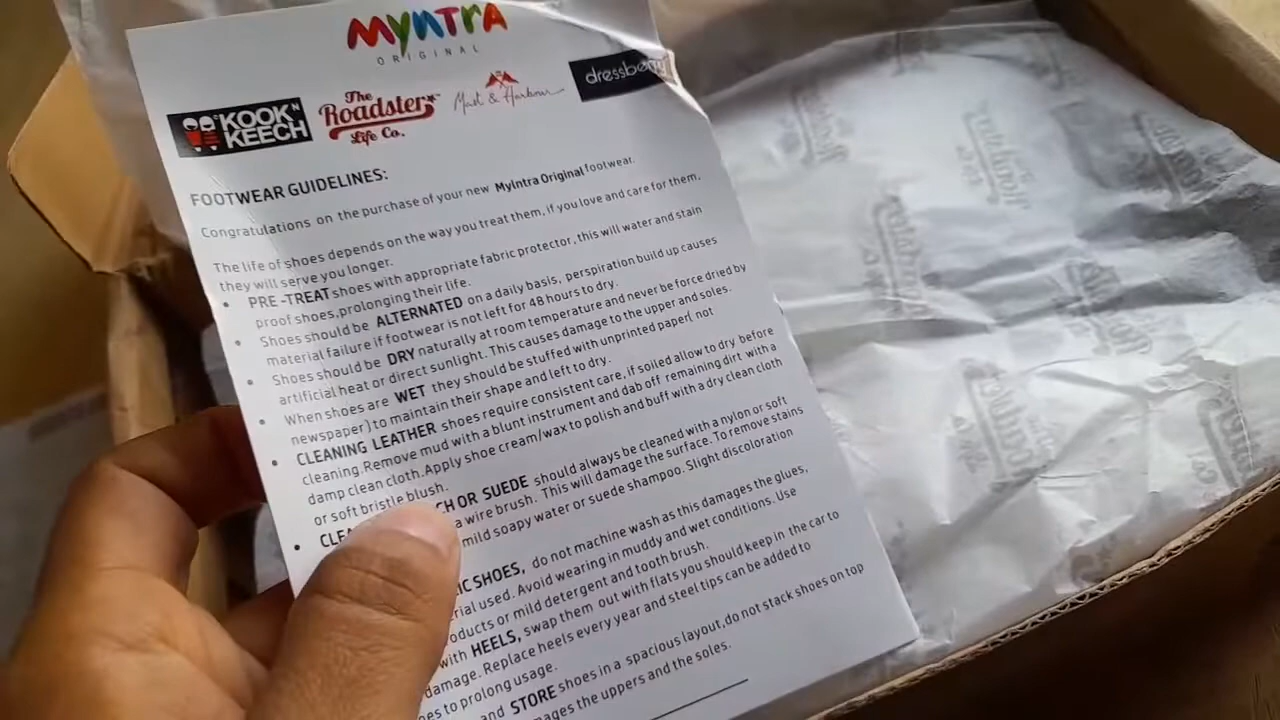 MYNTRA
ORIGINAL
KOOK N KEECH
The Roadster Life Co.
Mast & Harbour
dressberry
FOOTWEAR GUIDELINES:
Congratulations on the purchase of your new Myntra Original footwear.
The life of shoes depends on the way you treat them, if you love and care for them,
they will serve you longer.
• PRE -TREAT shoes with appropriate fabric protector, this will water and stain
proof shoes, prolonging their life.
• Shoes should be ALTERNATED on a daily basis, perspiration build up causes
material failure if footwear is not left for 48 hours to dry.
• Shoes should be DRY naturally at room temperature and never be force dried by
artificial heat or direct sunlight. This causes damage to the upper and soles.
• When shoes are WET they should be stuffed with unprinted paper( not
newspaper) to maintain their shape and left to dry.
• CLEANING LEATHER shoes require consistent care, if soiled allow to dry before
cleaning. Remove mud with a blunt instrument and dab off remaining dirt with a
damp clean cloth. Apply shoe cream/wax to polish and buff with a dry clean cloth
or soft bristle blush.
• CLEA CH OR SUEDE should always be cleaned with a nylon or soft
a wire brush. This will damage the surface. To remove stains
mild soapy water or suede shampoo. Slight discoloration
IC SHOES, do not machine wash as this damages the glues,
rial used. Avoid wearing in muddy and wet conditions. Use
oducts or mild detergent and tooth brush.
with HEELS, swap them out with flats you should keep in the car to
damage. Replace heels every year and steel tips can be added to
oes to prolong usage.
and STORE shoes in a spacious layout, do not stack shoes on top
mages the uppers and the soles.